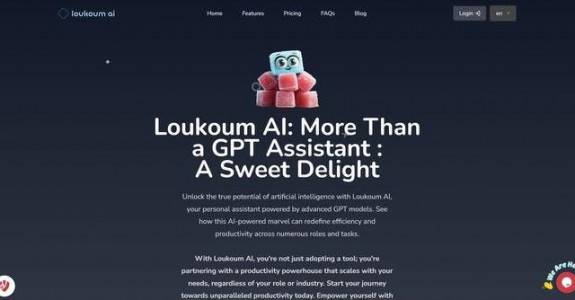 loukoum ai
Home Features Pricing FAQs Blog
Login
en
Loukoum AI: More Than
a GPT Assistant :
A Sweet Delight
Unlock the true potential of artificial intelligence with Loukoum AI,
your personal assistant powered by advanced GPT models. See
how this AI-powered marvel can redefine efficiency and
productivity across numerous roles and tasks.
With Loukoum AI, you're not just adopting a tool; you're
partnering with a productivity powerhouse that scales with your
needs, regardless of your role or industry. Start your journey
towards unparalleled productivity today. Empower yourself with
We Are